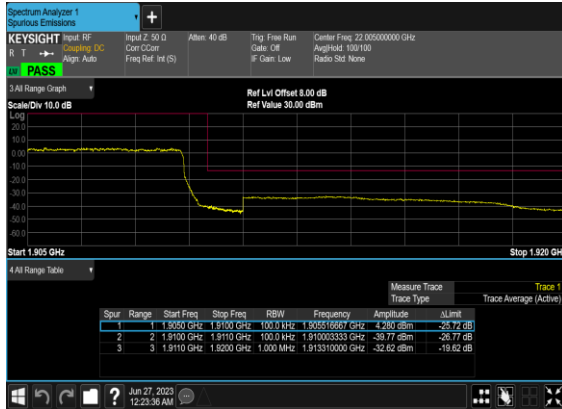 Spectrum Analyzer 1
Spurious Emissions
KEYSIGHT Input: RF Input Z: 50 Ω Atten: 40 dB Trig: Free Run Center Freq: 22.005000000 GHz
R T Coupling: DC Corr CCorr Gate: Off Avg|Hold: 100/100
Align: Auto Freq Ref: Int (S) IF Gain: Low Radio Std: None
PASS
3 All Range Graph Ref Lvl Offset 8.00 dB
Scale/Div 10.0 dB Ref Value 30.00 dBm
Log
20.0
10.0
0.00
-10.0
-20.0
-30.0
-40.0
-50.0
-60.0
Start 1.905 GHz Stop 1.920 GH
4 All Range Table
Measure Trace Trace 1
Trace Type Trace Average (Active)
Spur Range Start Freq Stop Freq RBW Frequency Amplitude ΔLimit
1 1 1.9050 GHz 1.9100 GHz 100.0 kHz 1.905516667 GHz 4.280 dBm -25.72 dB
2 2 1.9100 GHz 1.9110 GHz 100.0 kHz 1.910003333 GHz -39.77 dBm -26.77 dB
3 3 1.9110 GHz 1.9200 GHz 1.000 MHz 1.913310000 GHz -32.62 dBm -19.62 dB
? Jun 27, 2023
12:23:36 AM